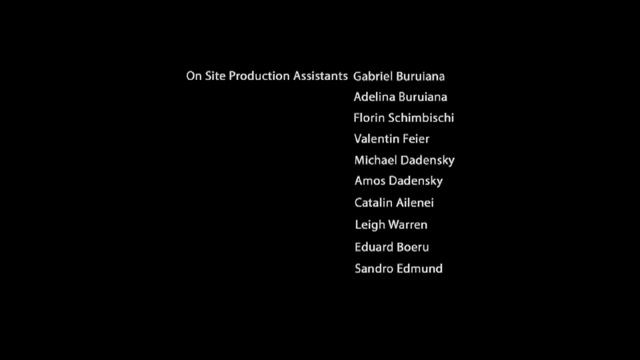 On Site Production Assistants Gabriel Buruiana
Adelina Buruiana
Florin Schimbischi
Valentin Feier
Michael Dadensky
Amos Dadensky
Catalin Ailenei
Leigh Warren
Eduard Boeru
Sandro Edmund